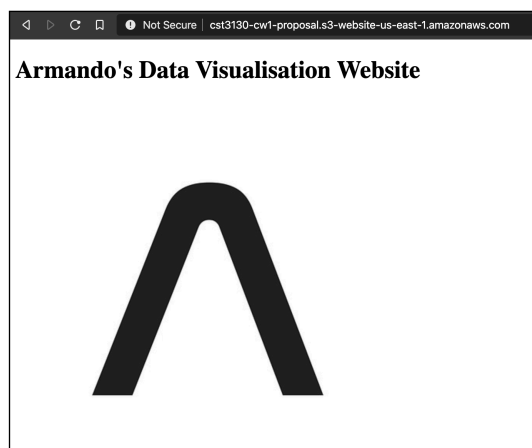 Not Secure cst3130-cw1-proposal.s3-website-us-east-1.amazonaws.com
Armando's Data Visualisation Website